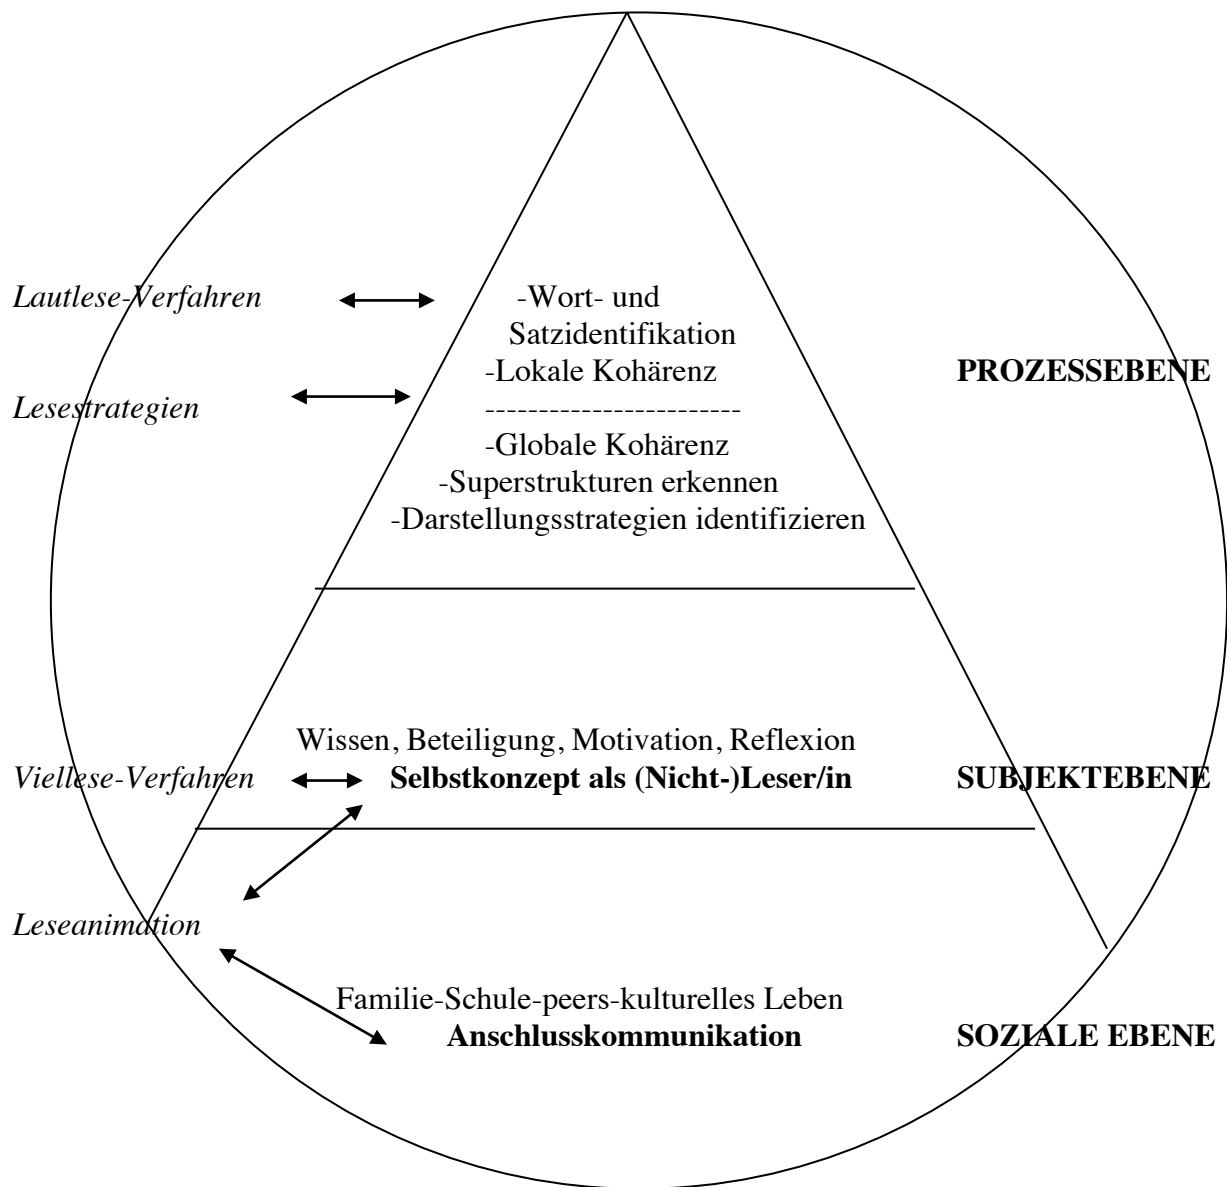 Lautlese-Verfahren
-Wort- und
Satzidentifikation
-Lokale Kohärenz
PROZESSEBENE
Lesestrategien
------------------------
-Globale Kohärenz
-Superstrukturen erkennen
-Darstellungsstrategien identifizieren
Wissen, Beteiligung, Motivation, Reflexion
Viellese-Verfahren
Selbstkonzept als (Nicht-)Leser/in
SUBJEKTEBENE
Leseanimation
Familie-Schule-peers-kulturelles Leben
Anschlusskommunikation
SOZIALE EBENE